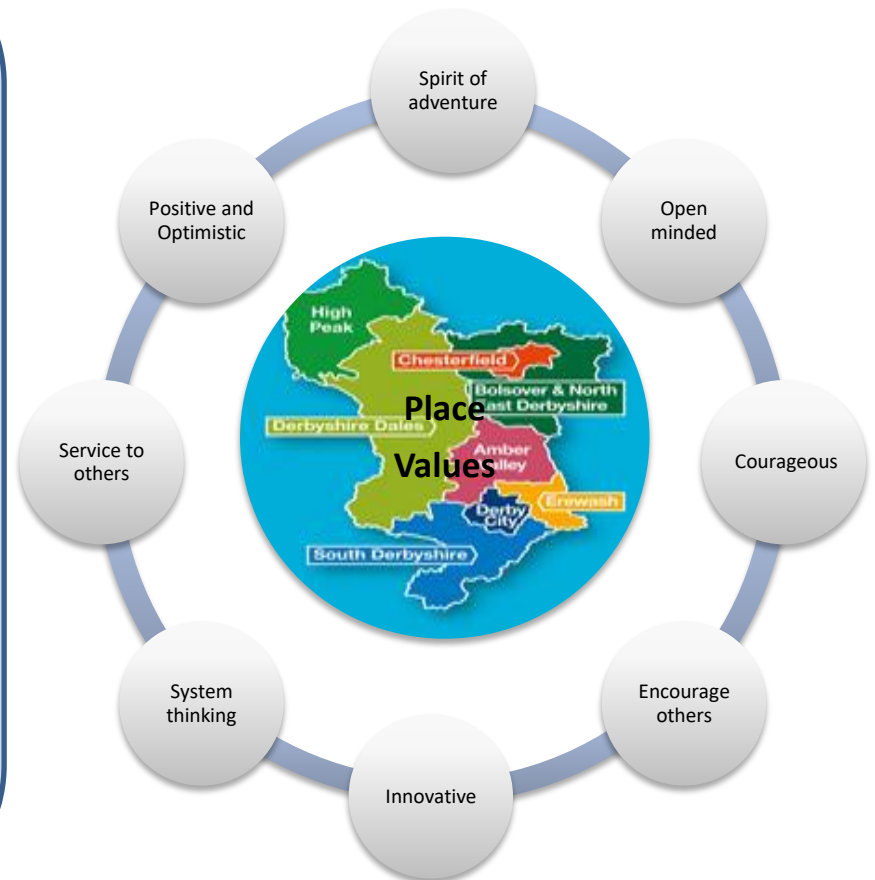 Spirit of
adventure
Open
minded
Courageous
Encourage
others
Innovative
System
thinking
Service to
others
Positive and
Optimistic
High
Peak
Chesterfield
Bolsover & North
East Derbyshire
Place
Derbyshire Dales
Amber
Valley
Values
Erewash
Derby
City
South Derbyshire